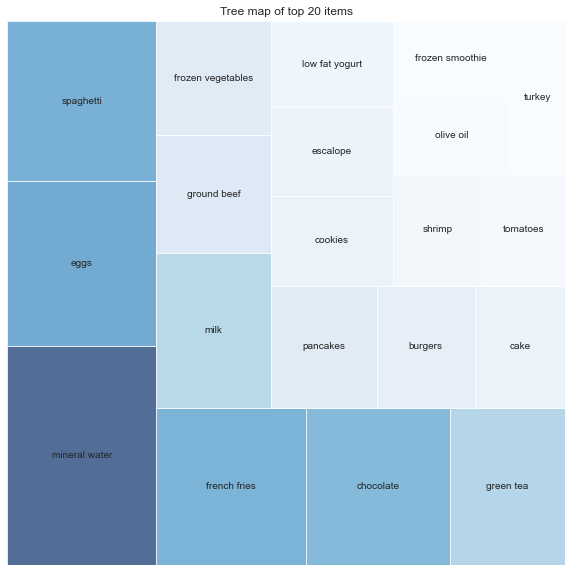 Tree map of top 20 items
spaghetti
frozen vegetables
low fat yogurt
frozen smoothie
turkey
olive oil
escalope
ground beef
cookies
shrimp
tomatoes
eggs
milk
pancakes
burgers
cake
mineral water
french fries
chocolate
green tea